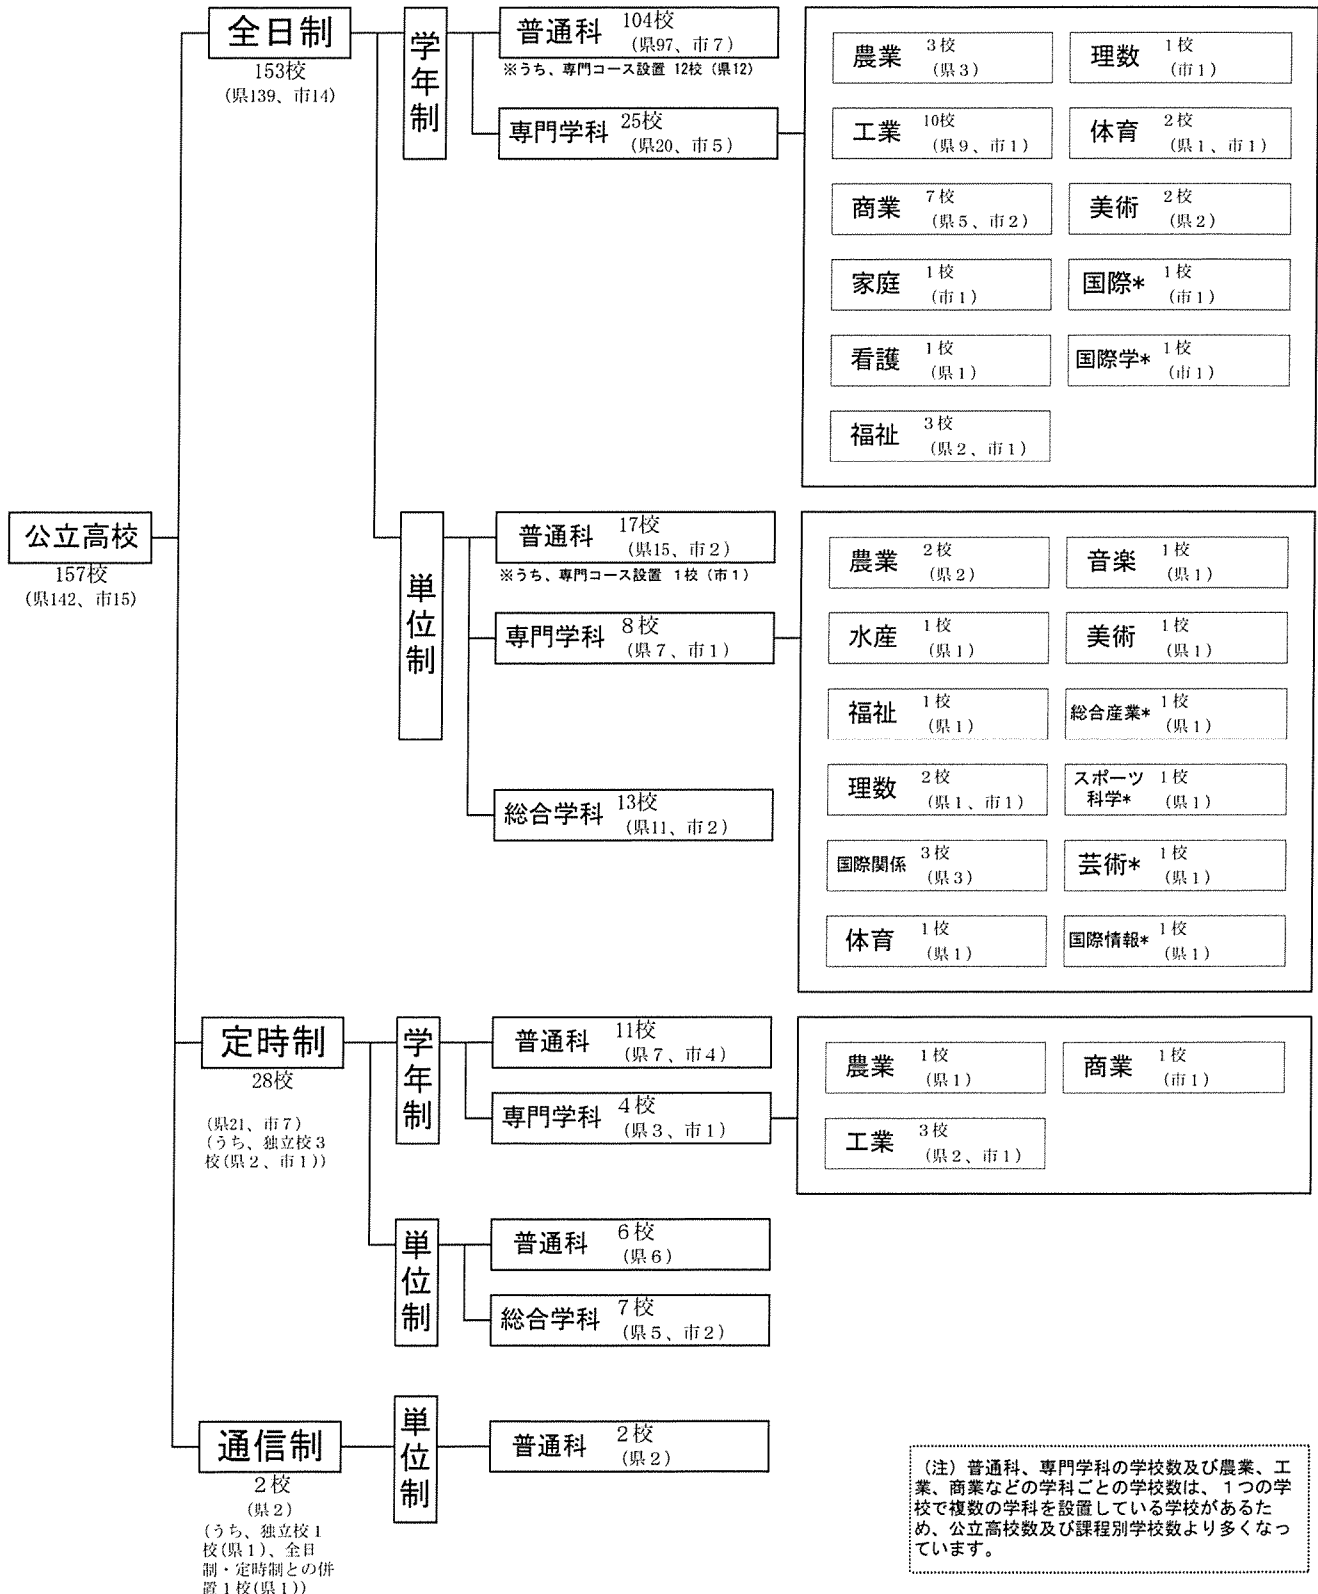 公立高校
157校
(県142、市15)
全日制
153校
(県139、市14)
学年制
普通科 104校
(県97、市7)
※うち、専門コース設置 12校(県12)
専門学科 25校
(県20、市5)
農業 3校
(県3)
理数 1校
(市1)
工業 10校
(県9、市1)
体育 2校
(県1、市1)
商業 7校
(県5、市2)
美術 2校
(県2)
家庭 1校
(市1)
国際* 1校
(市1)
看護 1校
(県1)
国際学* 1校
(市1)
福祉 3校
(県2、市1)
単位制
普通科 17校
(県15、市2)
※うち、専門コース設置 1校(市1)
専門学科 8校
(県7、市1)
総合学科 13校
(県11、市2)
農業 2校
(県2)
音楽 1校
(県1)
水産 1校
(県1)
美術 1校
(県1)
福祉 1校
(県1)
総合産業* 1校
(県1)
理数 2校
(県1、市1)
スポーツ 1校
科学* (県1)
国際関係 3校
(県3)
芸術* 1校
(県1)
体育 1校
(県1)
国際情報* 1校
(県1)
定時制
28校
(県21、市7)
(うち、独立校3
校(県2、市1))
学年制
普通科 11校
(県7、市4)
専門学科 4校
(県3、市1)
農業 1校
(県1)
商業 1校
(市1)
工業 3校
(県2、市1)
単位制
普通科 6校
(県6)
総合学科 7校
(県5、市2)
通信制
2校
(県2)
(うち、独立校1
校(県1)、全日
制・定時制との併
置1校(県1))
単位制
普通科 2校
(県2)
(注)普通科、専門学科の学校数及び農業、工
業、商業などの学科ごとの学校数は、1つの学
校で複数の学科を設置している学校があるた
め、公立高校数及び課程別学校数より多くなっ
ています。